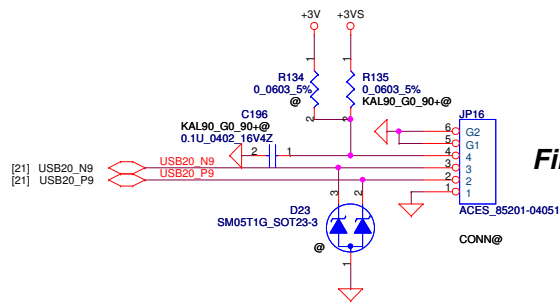 +3V +3VS
1 1
R134 R135
0_0603_5% 0_0603_5%
@ KAL90_G0_90+@
2 2
C196 JP16
KAL90_G0_90+@
0.1U_0402_16V4Z
2 1
6 G2
5 G1
4 4
3 3
2 2
1 1
[21] USB20_N9 USB20_N9
[21] USB20_P9 USB20_P9
Fi
ACES_85201-04051
CONN@
3 2
D23
SM05T1G_SOT23-3
@
1